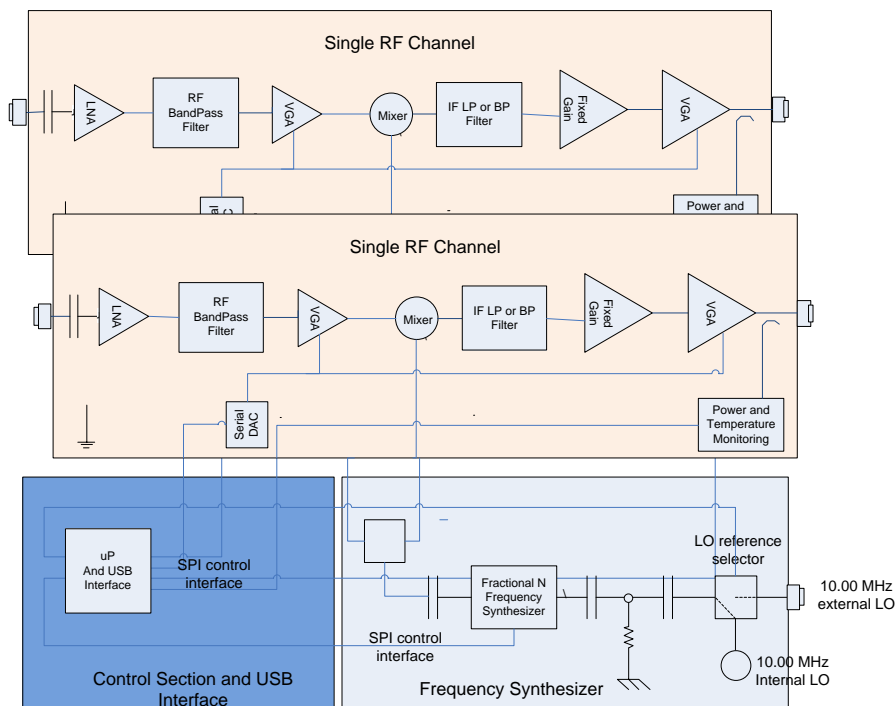 Single RF Channel
LNA
RF
BandPass
Filter
VGA
Mixer
IF LP or BP
Filter
Fixed
Gain
VGA
Power and
Single RF Channel
LNA
RF
BandPass
Filter
VGA
Mixer
IF LP or BP
Filter
Fixed
Gain
VGA
Serial
DAC
Power and
Temperature
Monitoring
uP
And USB
Interface
SPI control
interface
Control Section and USB
Interface
LO reference
selector
Fractional N
Frequency
Synthesizer
10.00 MHz
external LO
SPI control
interface
10.00 MHz
Internal LO
Frequency Synthesizer